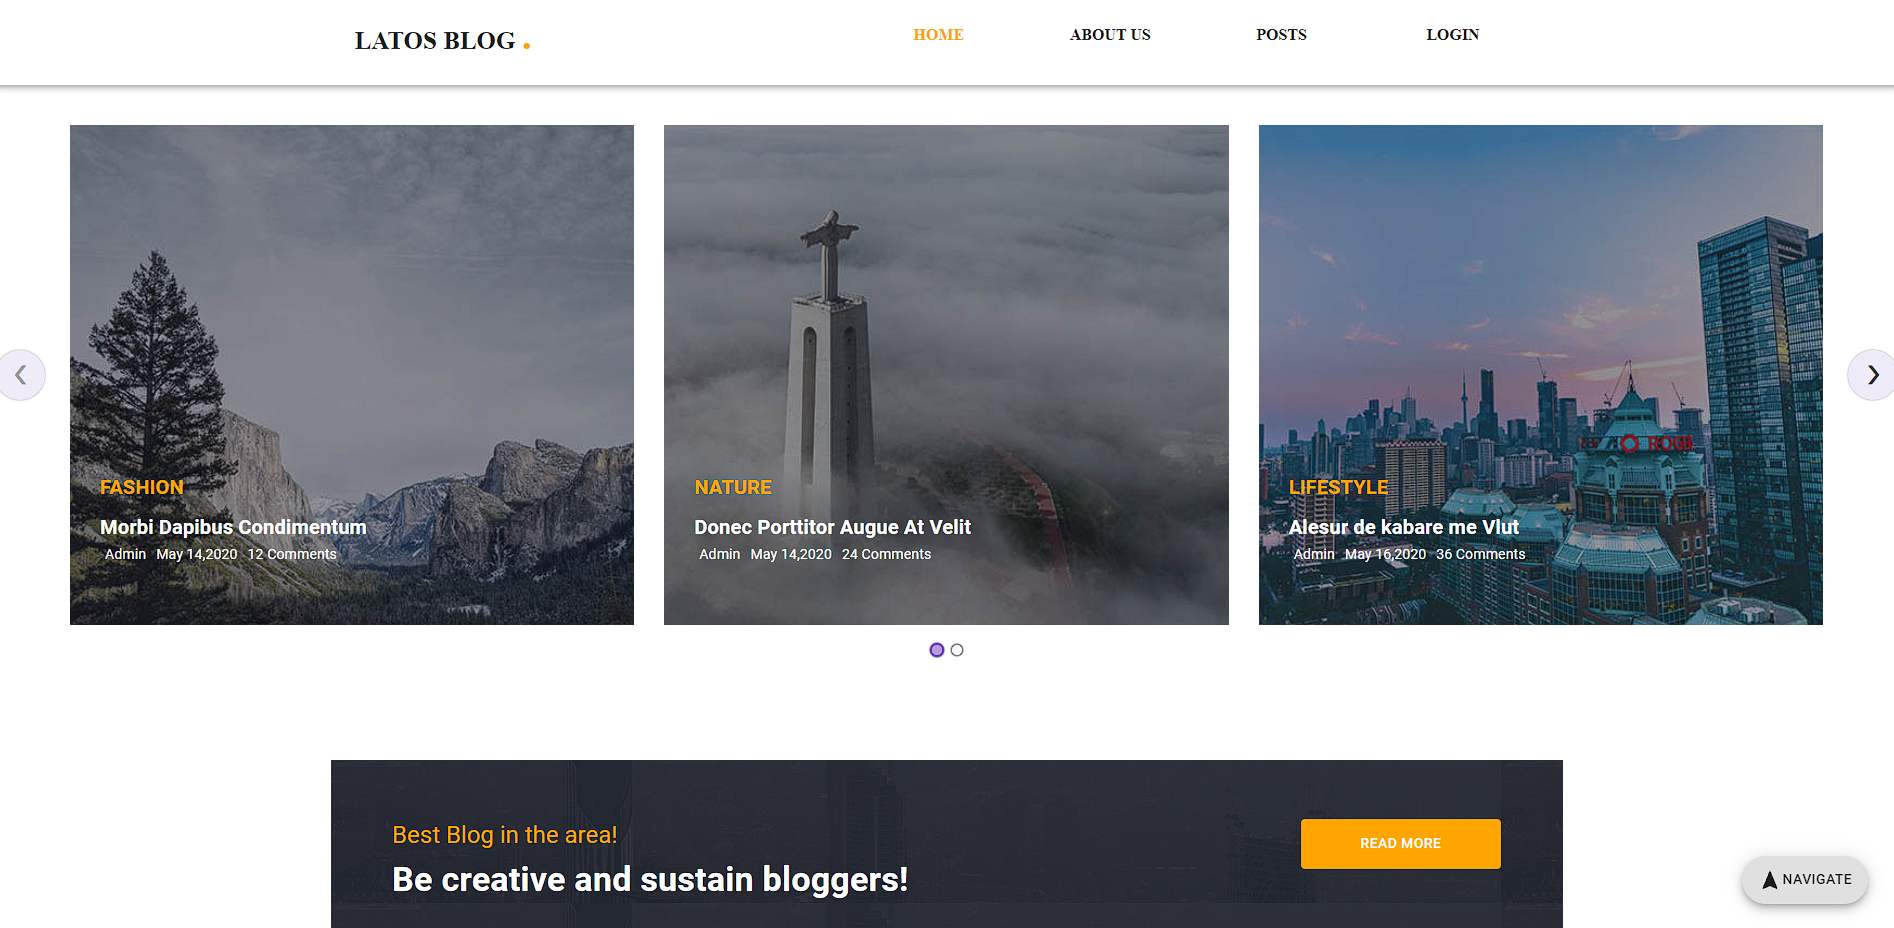 LATOS BLOG .
HOME ABOUT US POSTS LOGIN
FASHION
Morbi Dapibus Condimentum
Admin May 14,2020 12 Comments
NATURE
Donec Porttitor Augue At Velit
Admin May 14,2020 24 Comments
ROGE
LIFESTYLE
Alesur de kabare me Vlut
Admin May 16,2020 36 Comments
Best Blog in the area!
Be creative and sustain bloggers!
READ MORE
NAVIGATE